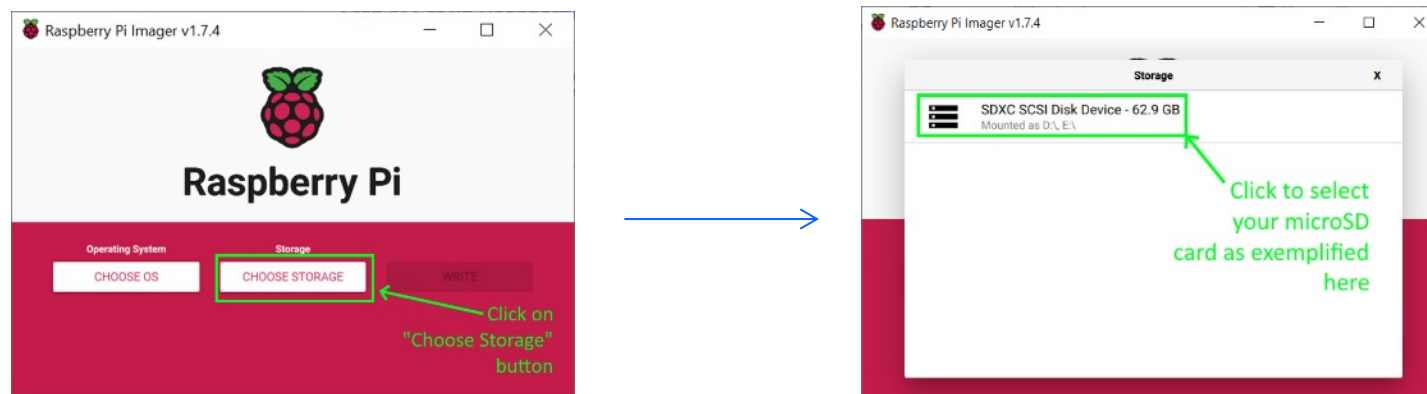 Raspberry Pi Imager v1.7.4
Raspberry Pi
Operating System
Storage
CHOOSE OS
CHOOSE STORAGE
WRITE
Click on
"Choose Storage"
button
Raspberry Pi Imager v1.7.4
Storage
X
SDXC SCSI Disk Device - 62.9 GB
Mounted as D:\, E:\
Click to select
your microSD
card as exemplified
here